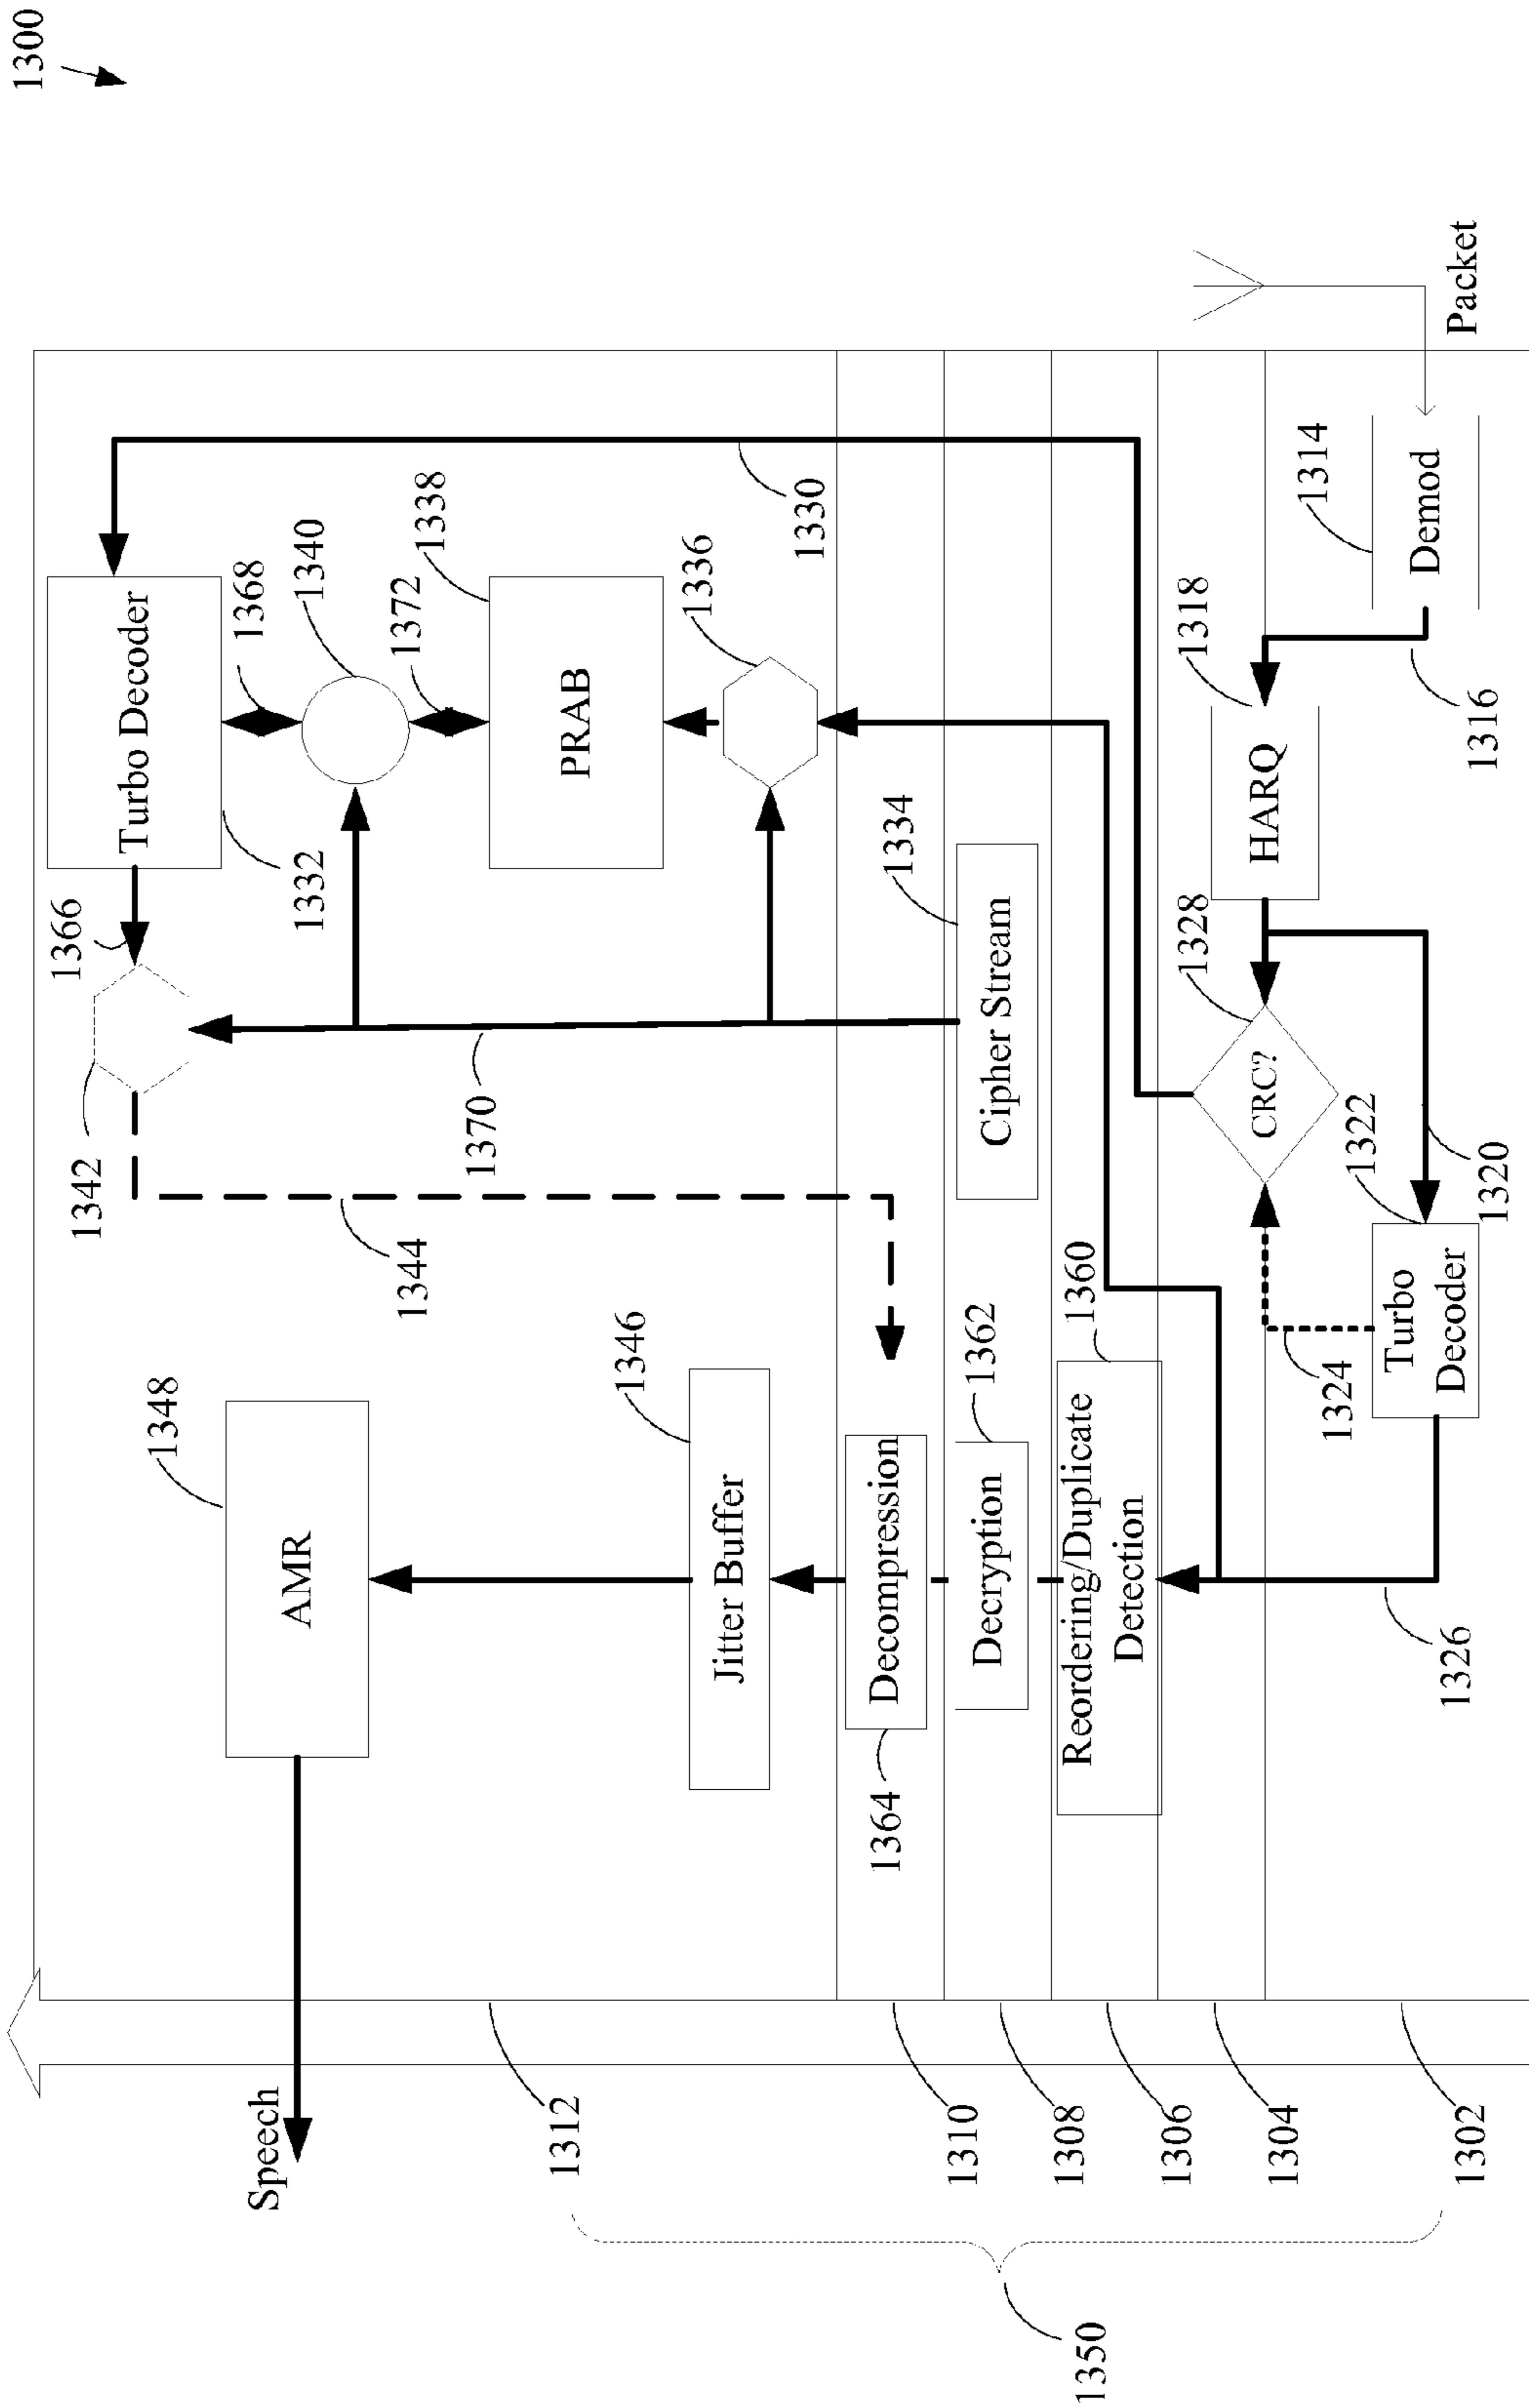 1300
Turbo Decoder
1366
1332
1368
1340
1372
1338
PRAB
1336
1330
1342
1370
1344
1334
Cipher Stream
1348
AMR
Speech
1346
Jitter Buffer
1364
Decompression
1362
Decryption
1360
Reordering/Duplicate
Detection
1328
CRC?
1318
HARQ
1314
Demod
Packet
1316
1320
1322
Turbo
Decoder
1324
1326
1312
1310
1308
1306
1304
1302
1350